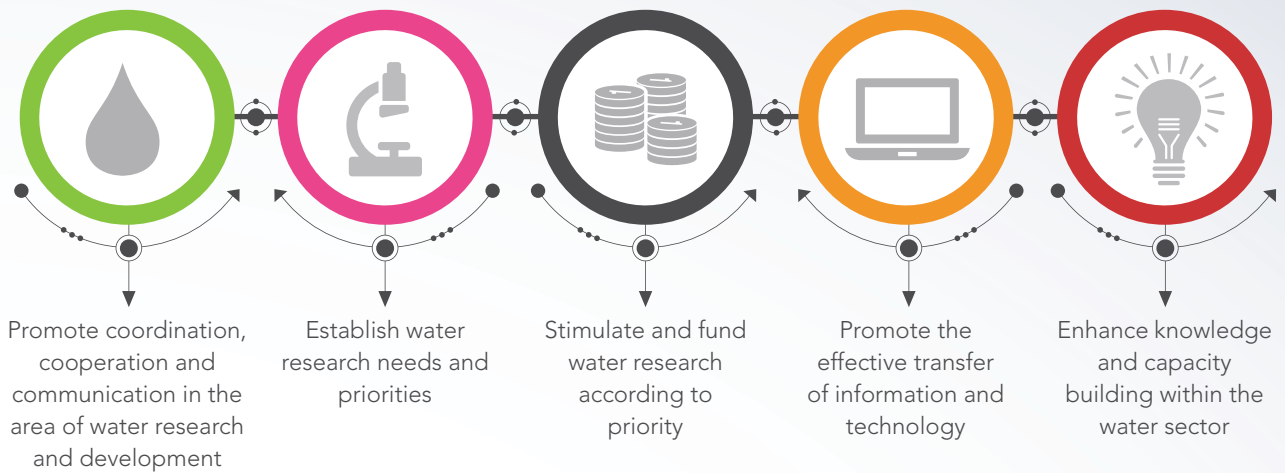 Promote coordination,
cooperation and
communication in the
area of water research
and development
Establish water
research needs and
priorities
Stimulate and fund
water research
according to
priority
Promote the
effective transfer
of information and
technology
Enhance knowledge
and capacity
building within the
water sector